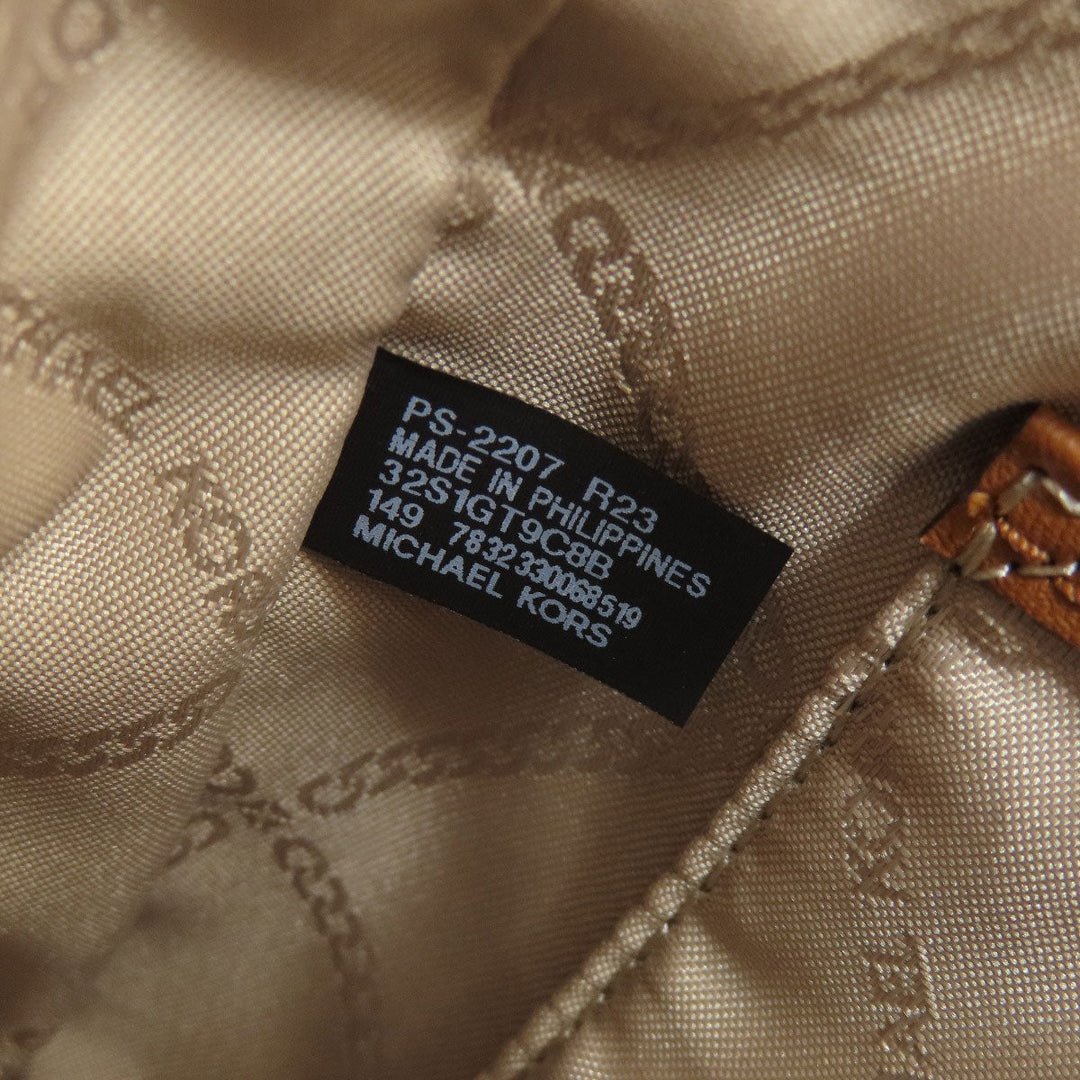 PS-2207 R23
MADE IN PHILIPPINES
32S1GT9C8B
149 7832330068519
MICHAEL KORS